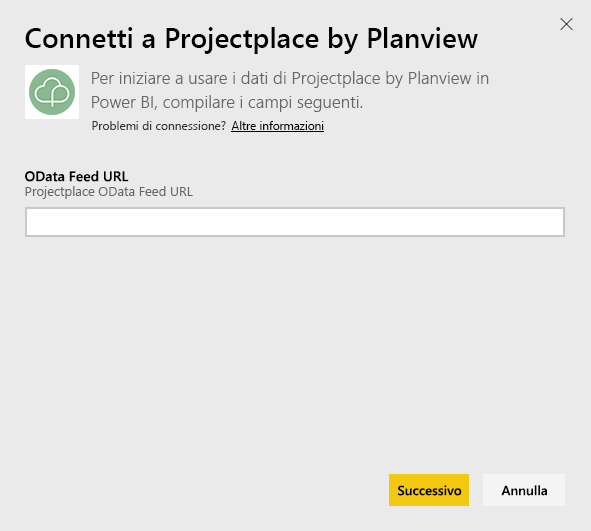 Connetti a Projectplace by Planview
Per iniziare a usare i dati di Projectplace by Planview in
Power BI, compilare i campi seguenti.
Problemi di connessione? Altre informazioni
OData Feed URL
Projectplace OData Feed URL
Successivo
Annulla